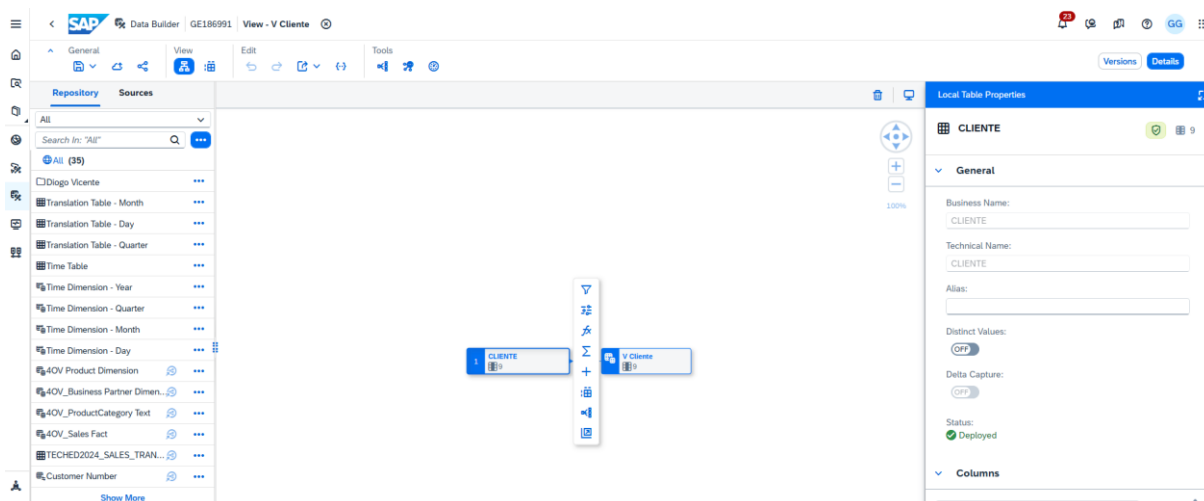 SAP Data Builder GE186991 View - V Cliente
23
GG
General View Edit Tools
Versions Details
Repository Sources
All
Search In: "All"
All (35)
Diogo Vicente
Translation Table - Month
Translation Table - Day
Translation Table - Quarter
Time Table
Time Dimension - Year
Time Dimension - Quarter
Time Dimension - Month
Time Dimension - Day
4OV Product Dimension
4OV_Business Partner Dimen...
4OV_ProductCategory Text
4OV_Sales Fact
TECHED2024_SALES_TRAN...
Customer Number
Show More
100%
1 CLIENTE
9
V Cliente
9
Local Table Properties
CLIENTE 9
General
Business Name:
CLIENTE
Technical Name:
CLIENTE
Alias:
Distinct Values:
OFF
Delta Capture:
OFF
Status:
Deployed
Columns